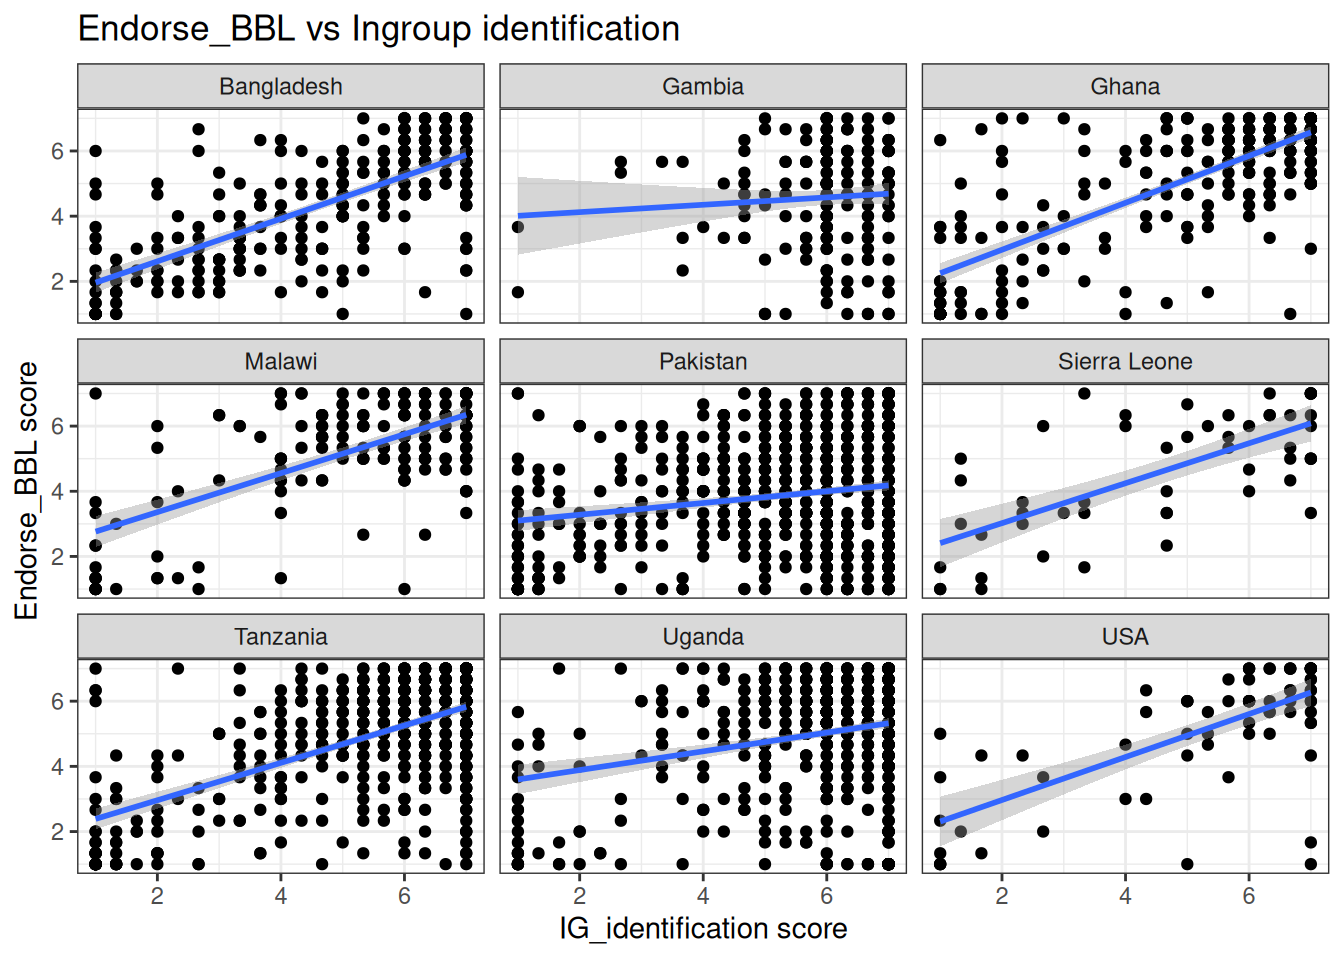 Endorse_BBL vs Ingroup identification
Bangladesh
Gambia
Ghana
6
4
2
Malawi
Pakistan
Sierra Leone
6
4
2
Endorse_BBL score
Tanzania
Uganda
USA
6
4
2
2 4 6
2 4 6
2 4 6
IG_identification score